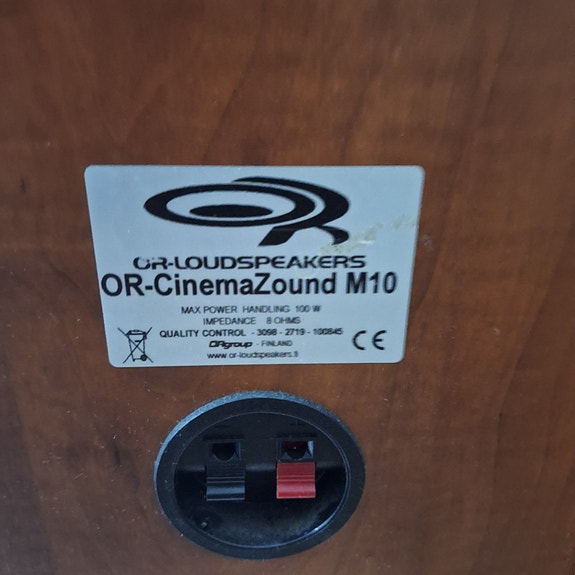 OR
OR-LOUDSPEAKERS
OR-CinemaZound M10
MAX POWER HANDLING 100 W
IMPEDANCE 8 OHMS
QUALITY CONTROL - 3098 - 2719 - 100845
ORgroup - FINLAND
www.or-loudspeakers.fi
CE